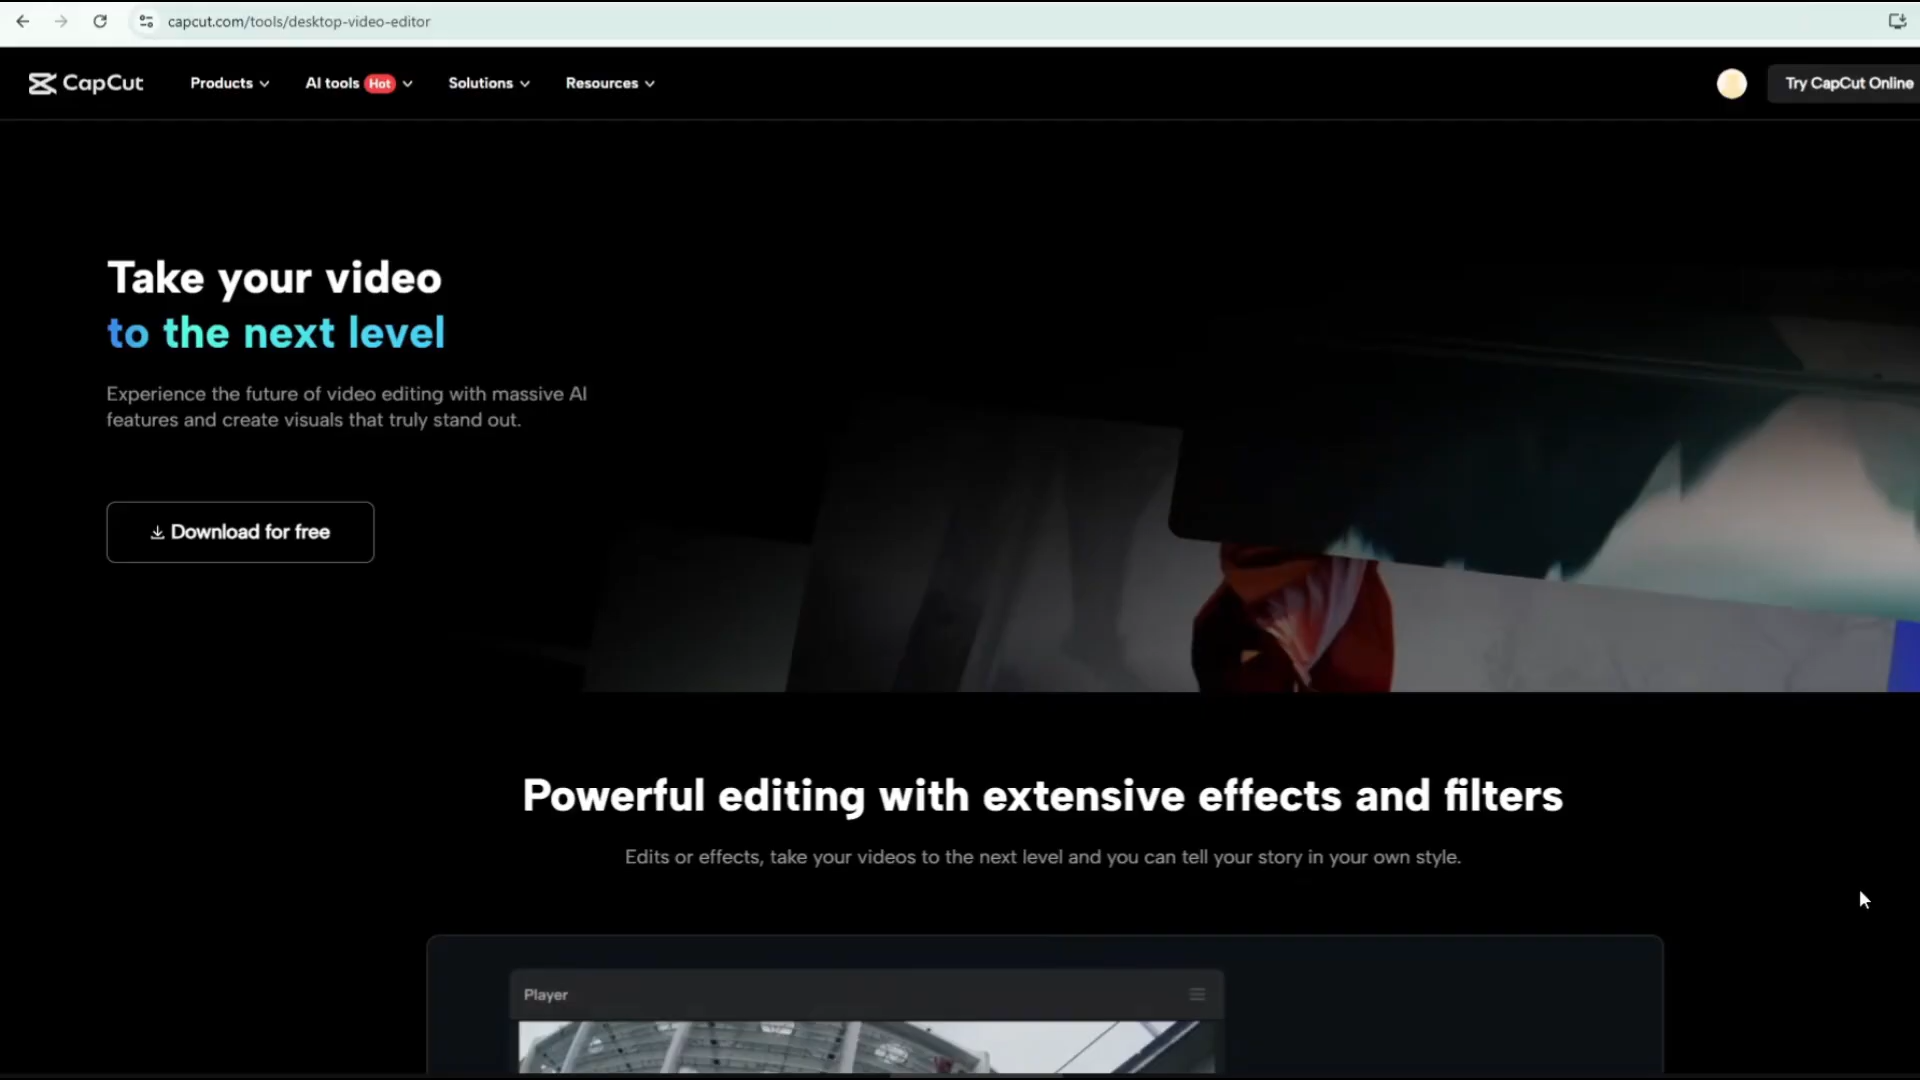 capcut.com/tools/desktop-video-editor
CapCut
Products
AI tools Hot
Solutions
Resources
Try CapCut Online
Take your video
to the next level
Experience the future of video editing with massive AI
features and create visuals that truly stand out.
Download for free
Powerful editing with extensive effects and filters
Edits or effects, take your videos to the next level and you can tell your story in your own style.
Player